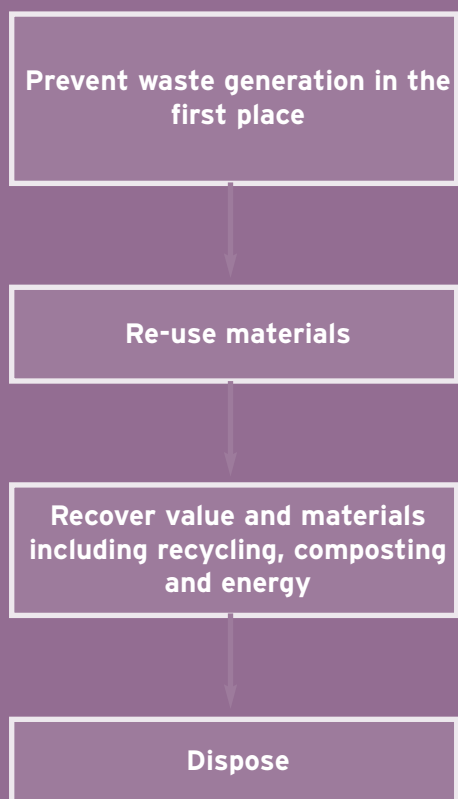 Prevent waste generation in the
first place
Re-use materials
Recover value and materials
including recycling, composting
and energy
Dispose